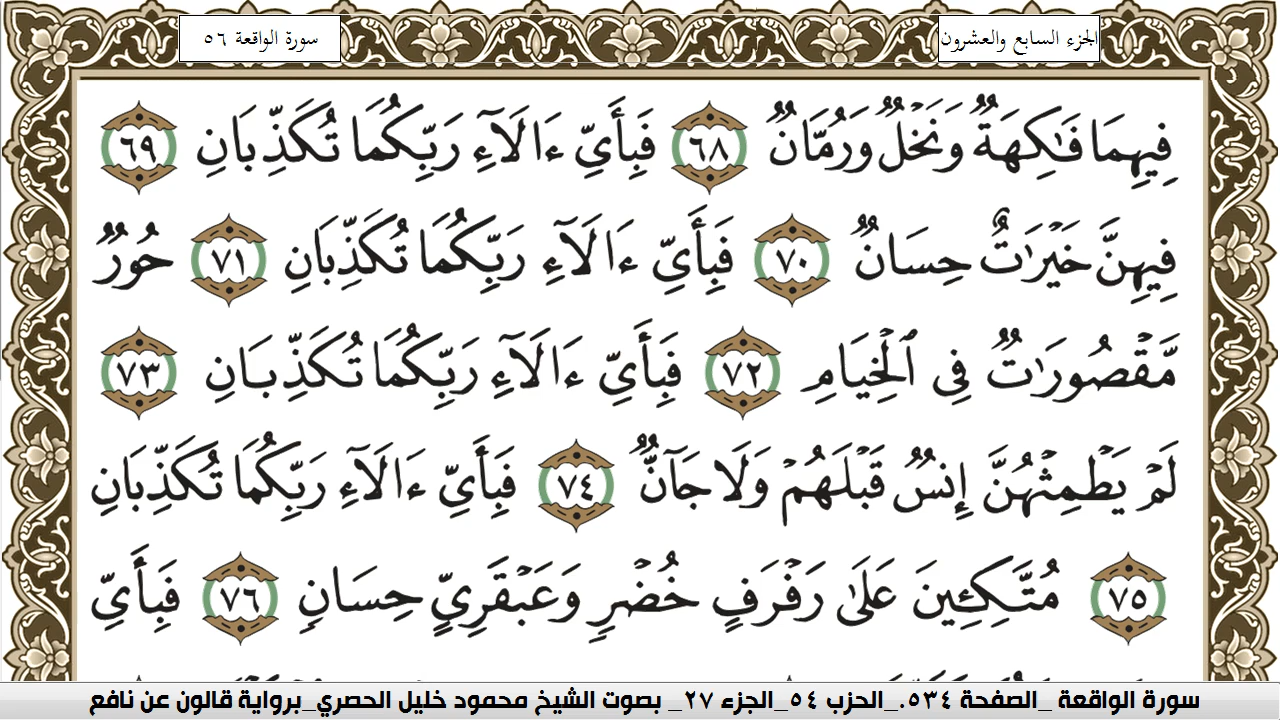 الجزء السابع والعشرون
سورة الواقعة ٥٦
فِيهِمَا فَٰكِهَةٌ وَنَخْلٌ وَرُمَّانٌ ٦٨ فَبِأَيِّ ءَالَآءِ رَبِّكُمَا تُكَذِّبَانِ ٦٩
فِيهِنَّ خَيْرَٰتٌ حِسَانٌ ٧٠ فَبِأَيِّ ءَالَآءِ رَبِّكُمَا تُكَذِّبَانِ ٧١ حُورٌ
مَّقْصُورَٰتٌ فِي ٱلْخِيَامِ ٧٢ فَبِأَيِّ ءَالَآءِ رَبِّكُمَا تُكَذِّبَانِ ٧٣
لَمْ يَطْمِثْهُنَّ إِنسٌ قَبْلَهُمْ وَلَا جَآنٌّ ٧٤ فَبِأَيِّ ءَالَآءِ رَبِّكُمَا تُكَذِّبَانِ
٧٥ مُتَّكِـِٔينَ عَلَىٰ رَفْرَفٍ خُضْرٍ وَعَبْقَرِيٍّ حِسَانٍ ٧٦ فَبِأَيِّ
سورة الواقعة _الصفحة ٥٣٤._الحزب ٥٤_الجزء ٢٧_ بصوت الشيخ محمود خليل الحصري_برواية قالون عن نافع